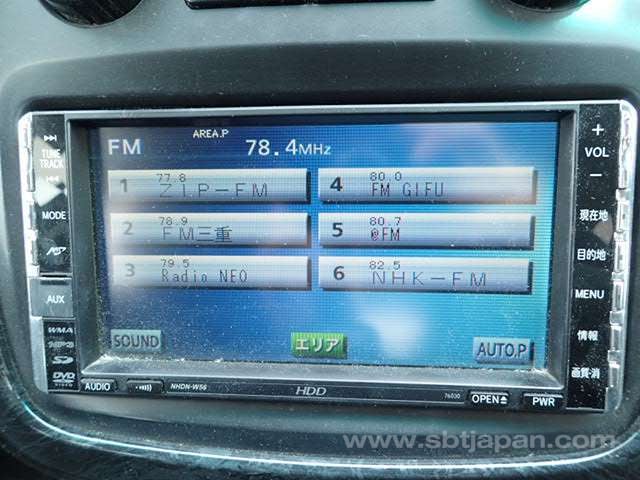 AREA.P
FM 78.4MHz
1 77.8 ZIP-FM
4 80.0 FM GIFU
2 78.9 FM三重
5 80.7 @FM
3 79.5 Radio NEO
6 82.5 NHK-FM
SOUND エリア AUTO.P
TUNE
TRACK
MODE
AUX
WMA
DVD
VIDEO
AUDIO
NHDN-W56
HDD
76030
OPEN
PWR
+
VOL
-
現在地
目的地
MENU
情報
画質・消
www.sbtjapan.com